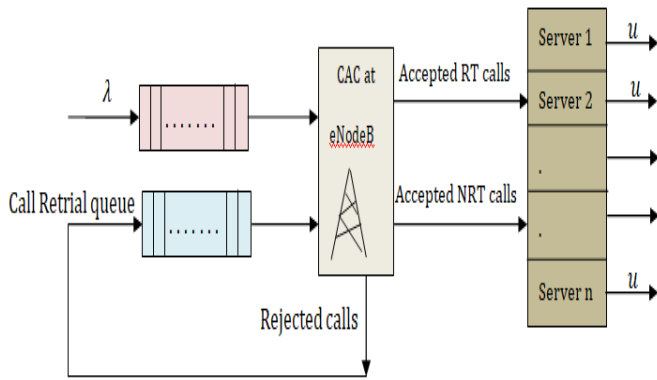 λ
.......
Call Retrial queue
.......
CAC at
eNodeB
Accepted RT calls
Accepted NRT calls
Rejected calls
Server 1
Server 2
.
.
Server n
u
u
u